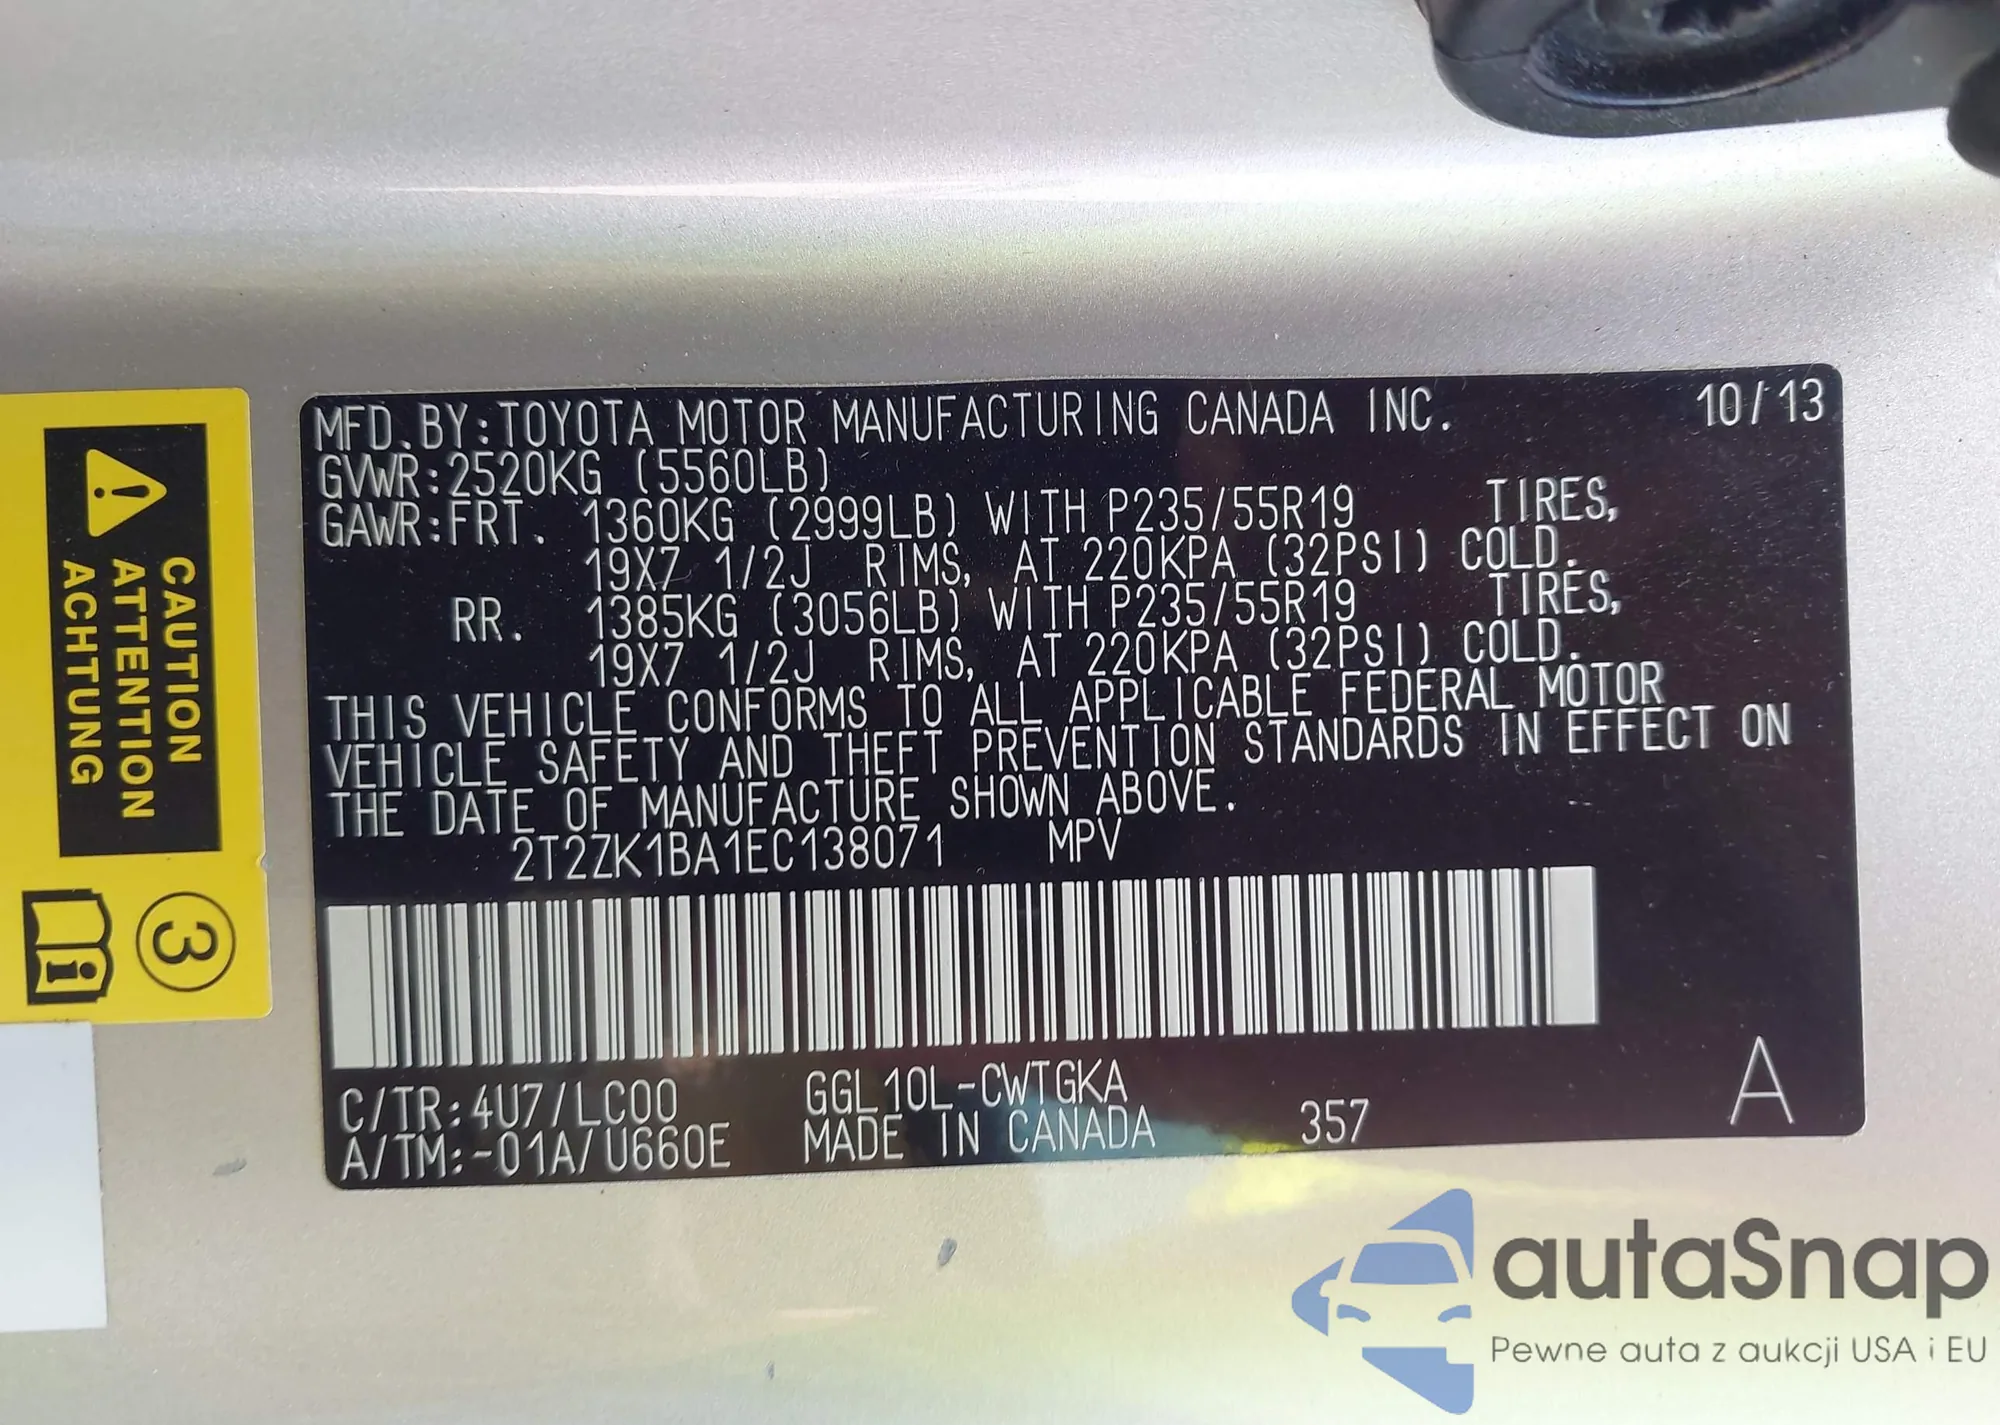 MFD. BY: TOYOTA MOTOR MANUFACTURING CANADA INC. 10/13
GVWR: 2520KG (5560LB)
GAWR: FRT. 1360KG (2999LB) WITH P235/55R19 TIRES,
19X7 1/2J RIMS, AT 220KPA (32PSI) COLD.
RR. 1385KG (3056LB) WITH P235/55R19 TIRES,
19X7 1/2J RIMS, AT 220KPA (32PSI) COLD.
THIS VEHICLE CONFORMS TO ALL APPLICABLE FEDERAL MOTOR
VEHICLE SAFETY AND THEFT PREVENTION STANDARDS IN EFFECT ON
THE DATE OF MANUFACTURE SHOWN ABOVE.
2T2ZK1BA1EC138071 MPV
C/TR: 4U7/LC00 GGL10L-CWTGKA
A/TM: -01A/U660E MADE IN CANADA 357 A
CAUTION
ATTENTION
ACHTUNG
3
autaSnap
Pewne auta z aukcji USA i EU